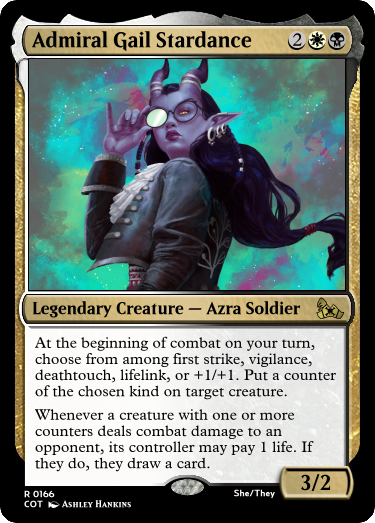 Admiral Gail Stardance 2
Legendary Creature — Azra Soldier
At the beginning of combat on your turn,
choose from among first strike, vigilance,
deathtouch, lifelink, or +1/+1. Put a counter
of the chosen kind on target creature.
Whenever a creature with one or more
counters deals combat damage to an
opponent, its controller may pay 1 life. If
they do, they draw a card.
3/2
R 0166
She/They
COT ASHLEY HANKINS